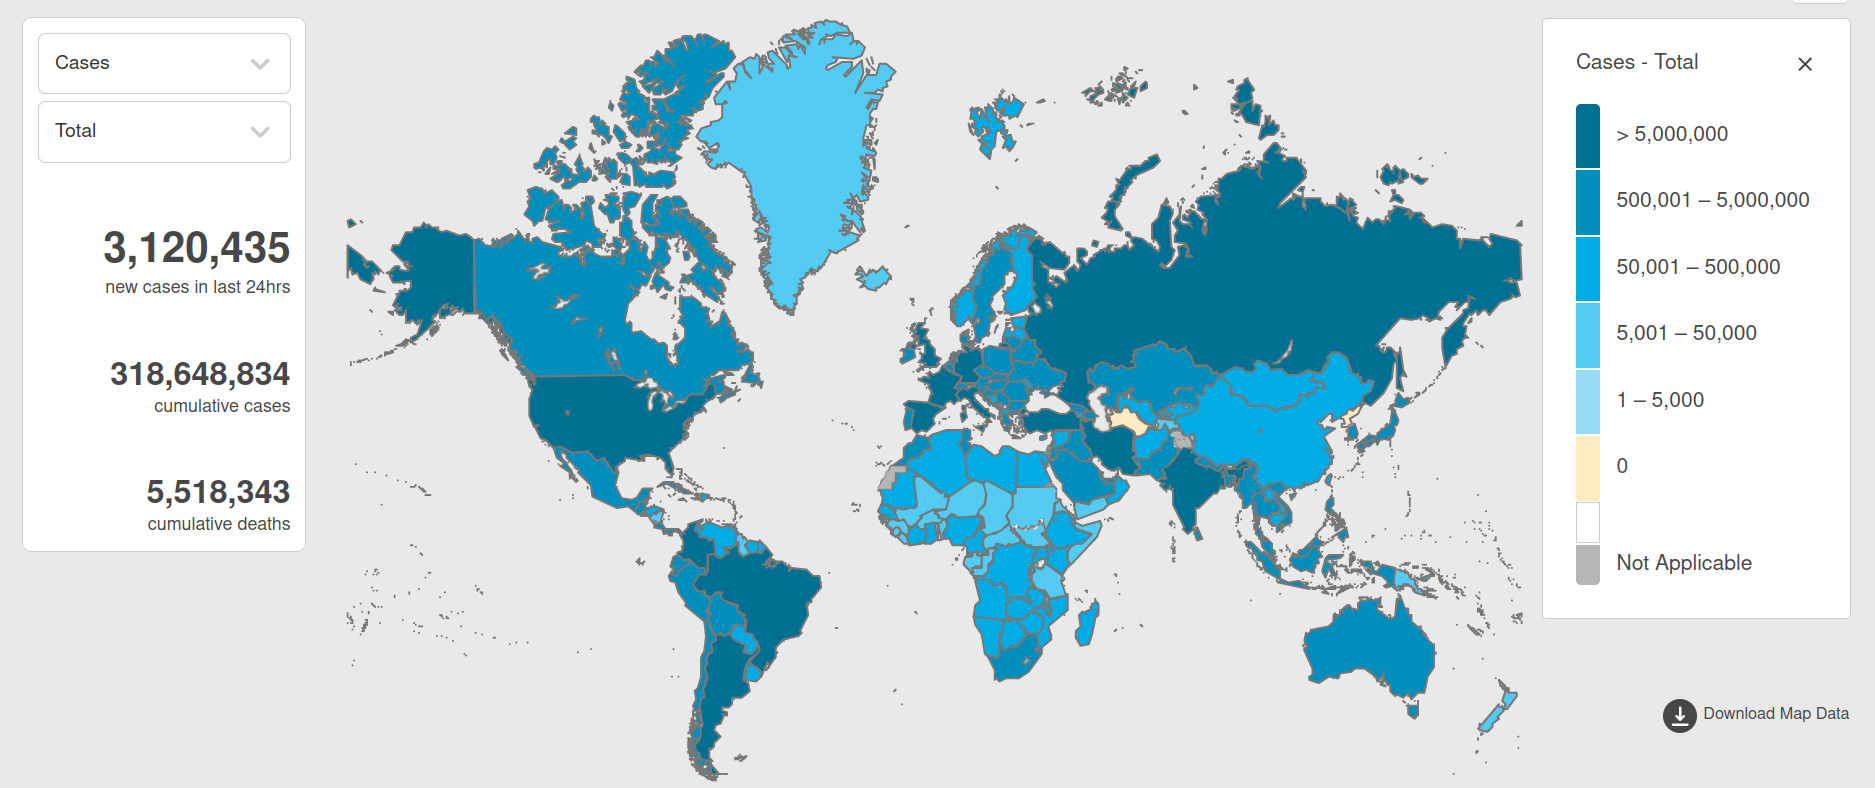 Cases
Total
3,120,435
new cases in last 24hrs
318,648,834
cumulative cases
5,518,343
cumulative deaths
Cases - Total
> 5,000,000
500,001 – 5,000,000
50,001 – 500,000
5,001 – 50,000
1 – 5,000
0
Not Applicable
Download Map Data